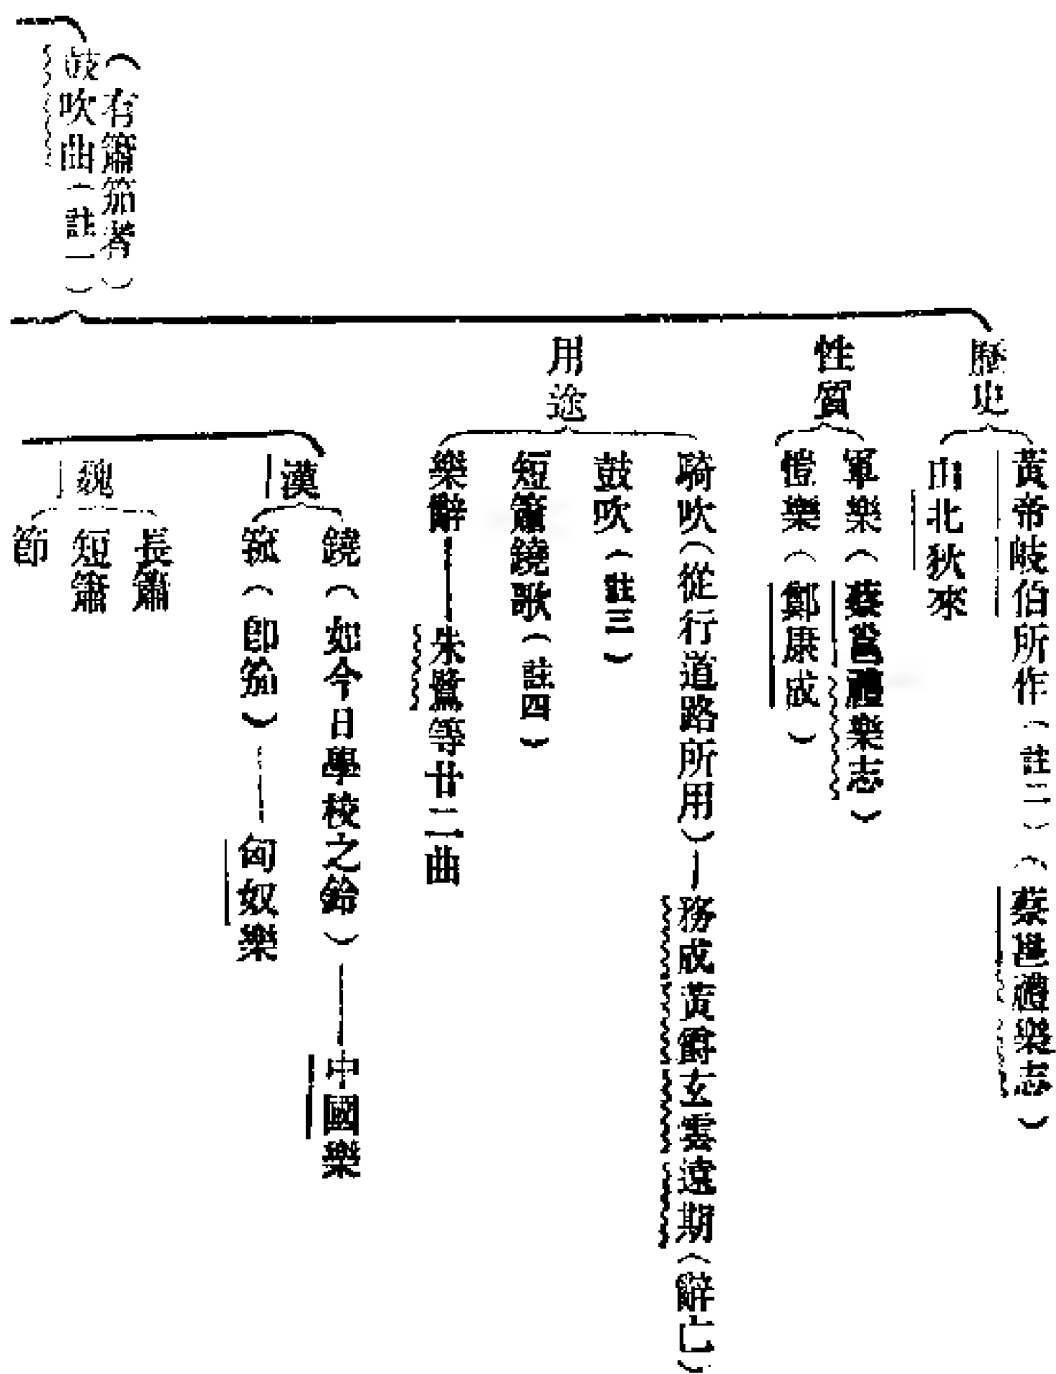 （有簫笳者）
鼓吹曲（註一）
歷史
黃帝岐伯所作（註二）（蔡邕禮樂志）
由北狄來
性質
軍樂（蔡邕禮樂志）
愷樂（鄭康成）
用途
騎吹（從行道路所用）—務成黃爵玄雲遠期（辭亡）
鼓吹（註三）
短簫鐃歌（註四）
樂辭——朱鷺等廿二曲
漢
鐃（如今日學校之鈴）——中國樂
箛（卽笳）——匈奴樂
魏
長簫
短簫
節